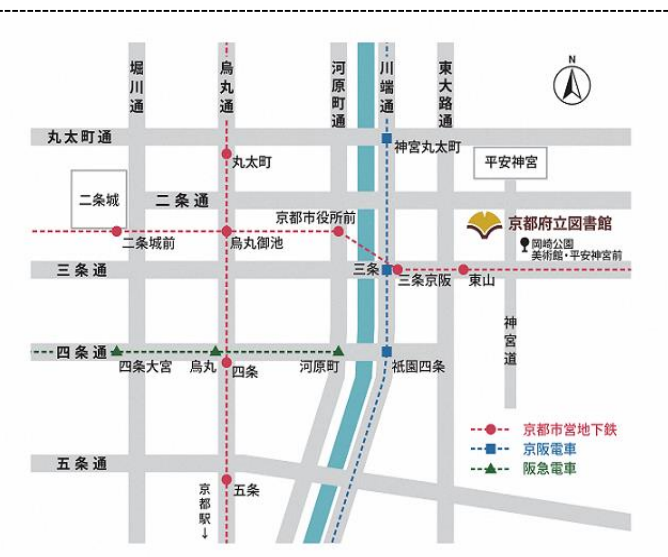 N
堀川通
烏丸通
河原町通
川端通
東大路通
丸太町通
神宮丸太町
丸太町
平安神宮
二条城
二条通
京都市役所前
京都府立図書館
二条城前
烏丸御池
岡崎公園
美術館・平安神宮前
三条通
三条
三条京阪
東山
神宮道
四条通
四条大宮
烏丸
四条
河原町
祇園四条
京都市営地下鉄
京阪電車
阪急電車
五条通
五条
京都駅↓